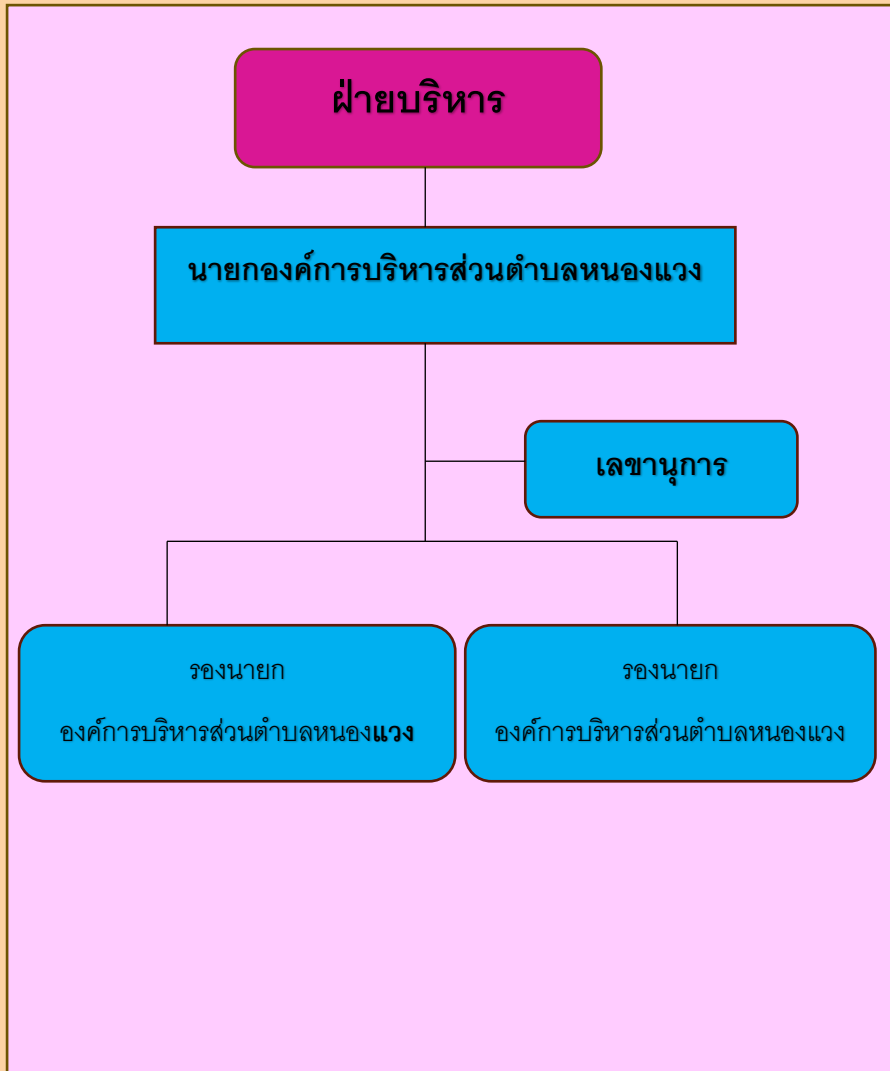 ฝ่ายบริหาร
นายกองค์การบริหารส่วนตำบลหนองแวง
เลขานุการ
รองนายก
องค์การบริหารส่วนตำบลหนองแวง
รองนายก
องค์การบริหารส่วนตำบลหนองแวง